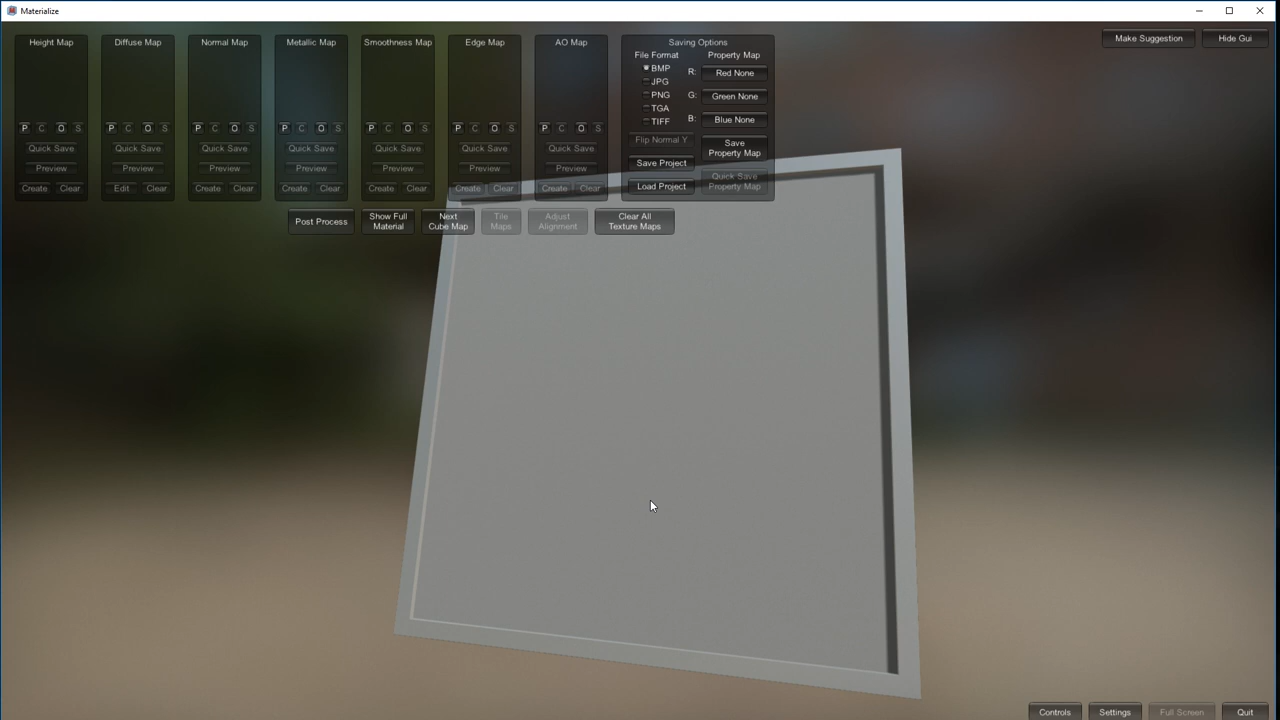 Materialize
Height Map
P C O S
Quick Save
Preview
Create Clear
Diffuse Map
P C O S
Quick Save
Preview
Edit Clear
Normal Map
P C O S
Quick Save
Preview
Create Clear
Metallic Map
P C O S
Quick Save
Preview
Create Clear
Smoothness Map
P C O S
Quick Save
Preview
Create Clear
Edge Map
P C O S
Quick Save
Preview
Create Clear
AO Map
P C O S
Quick Save
Preview
Create Clear
Saving Options
File Format
BMP
JPG
PNG
TGA
TIFF
Flip Normal Y
Save Project
Load Project
Property Map
R: Red None
G: Green None
B: Blue None
Save
Property Map
Quick Save
Property Map
Make Suggestion
Hide Gui
Post Process
Show Full
Material
Next
Cube Map
Tile
Maps
Adjust
Alignment
Clear All
Texture Maps
Controls
Settings
Full Screen
Quit